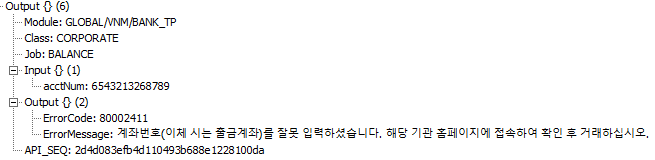 Output {} (6)
Module: GLOBAL/VNM/BANK_TP
Class: CORPORATE
Job: BALANCE
Input {} (1)
acctNum: 6543213268789
Output {} (2)
ErrorCode: 80002411
ErrorMessage: 계좌번호(이체 시는 출금계좌)를 잘못 입력하셨습니다. 해당 기관 홈페이지에 접속하여 확인 후 거래하십시오.
API_SEQ: 2d4d083efb4d110493b688e1228100da